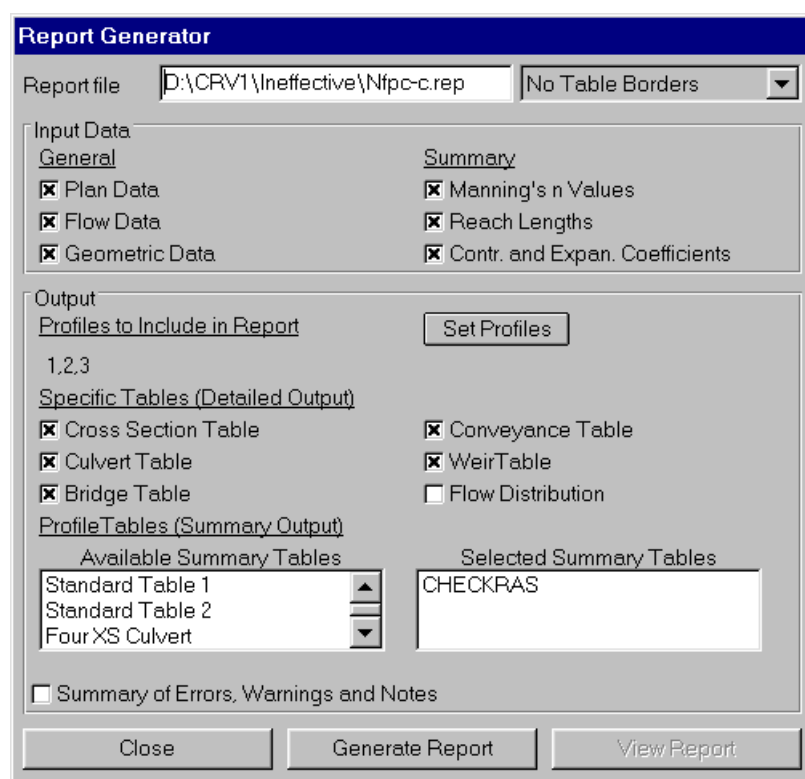 Report Generator
Report file D:\CRV1\Ineffective\Nfpc-c.rep No Table Borders
Input Data
General Summary
Plan Data Manning's n Values
Flow Data Reach Lengths
Geometric Data Contr. and Expan. Coefficients
Output
Profiles to Include in Report Set Profiles
1,2,3
Specific Tables (Detailed Output)
Cross Section Table Conveyance Table
Culvert Table WeirTable
Bridge Table Flow Distribution
ProfileTables (Summary Output)
Available Summary Tables Selected Summary Tables
Standard Table 1 CHECKRAS
Standard Table 2
Four XS Culvert
Summary of Errors, Warnings and Notes
Close Generate Report View Report